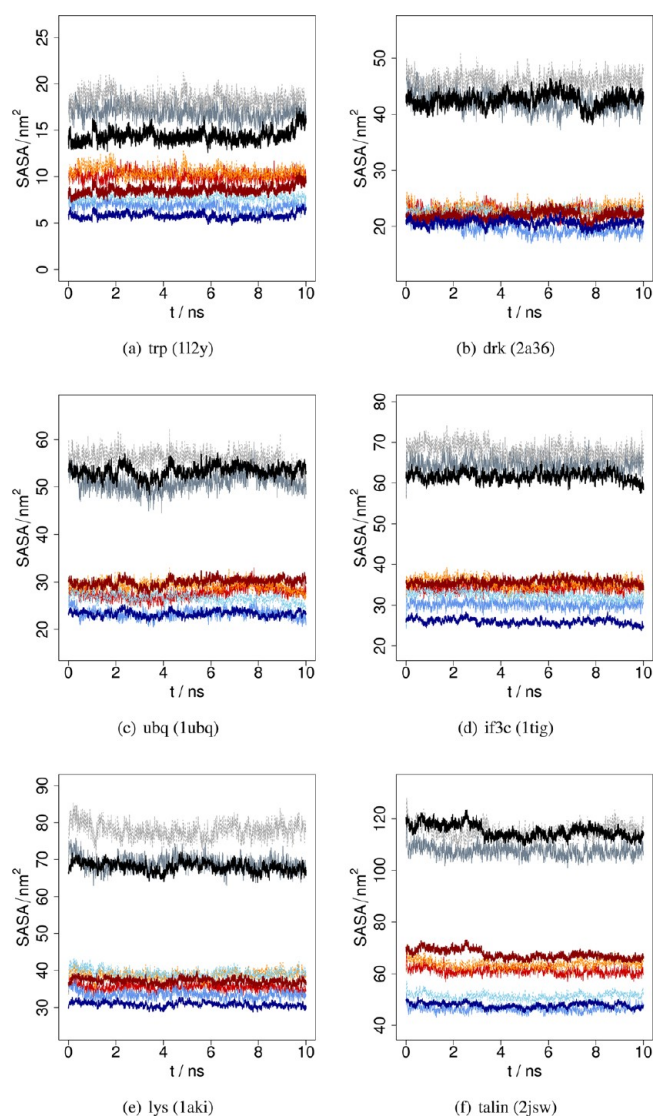 25
20
15
10
5
0
SASA/nm²
0 2 4 6 8 10
t / ns
(a) trp (1l2y)
50
40
30
20
SASA/nm²
0 2 4 6 8 10
t / ns
(b) drk (2a36)
60
50
40
30
20
SASA/nm²
0 2 4 6 8 10
t / ns
(c) ubq (1ubq)
80
70
60
50
40
30
20
SASA/nm²
0 2 4 6 8 10
t / ns
(d) if3c (1tig)
90
80
70
60
50
40
30
SASA/nm²
0 2 4 6 8 10
t / ns
(e) lys (1aki)
120
100
80
60
40
SASA/nm²
0 2 4 6 8 10
t / ns
(f) talin (2jsw)